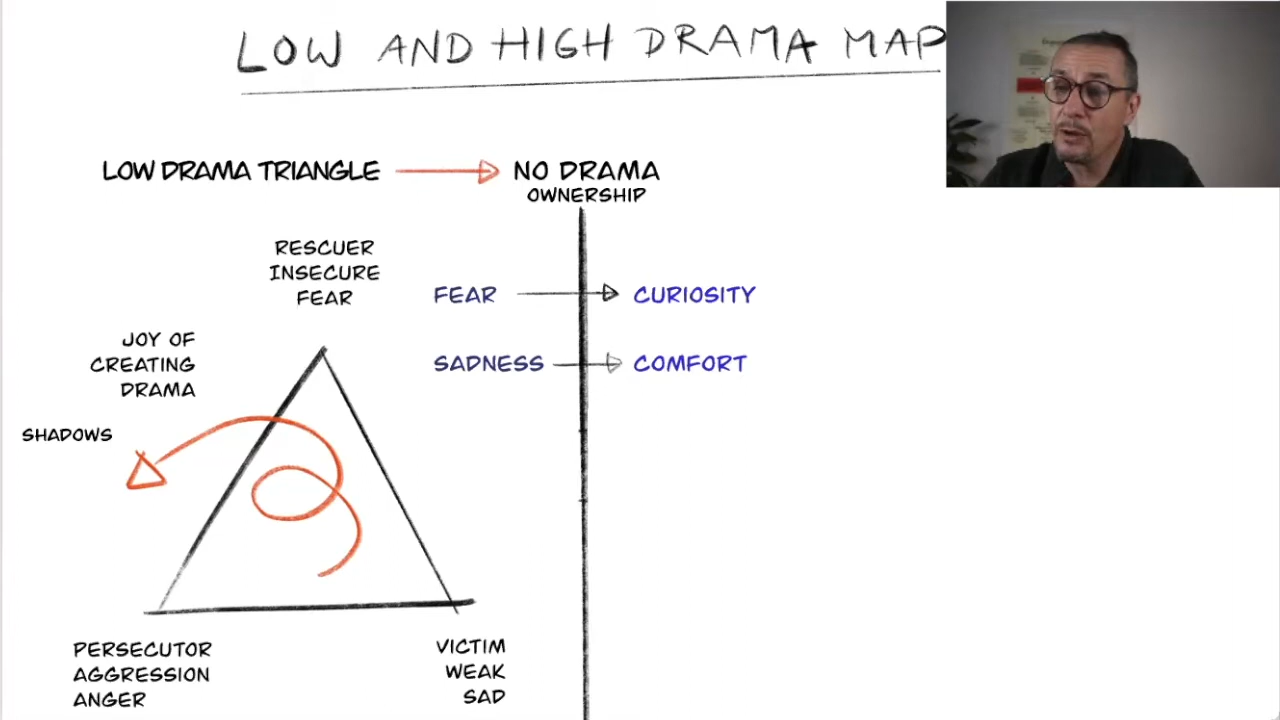 LOW AND HIGH DRAMA MAP
LOW DRAMA TRIANGLE
NO DRAMA
OWNERSHIP
RESCUER
INSECURE
FEAR
FEAR
CURIOSITY
JOY OF
CREATING
DRAMA
SADNESS
COMFORT
SHADOWS
PERSECUTOR
AGGRESSION
ANGER
VICTIM
WEAK
SAD